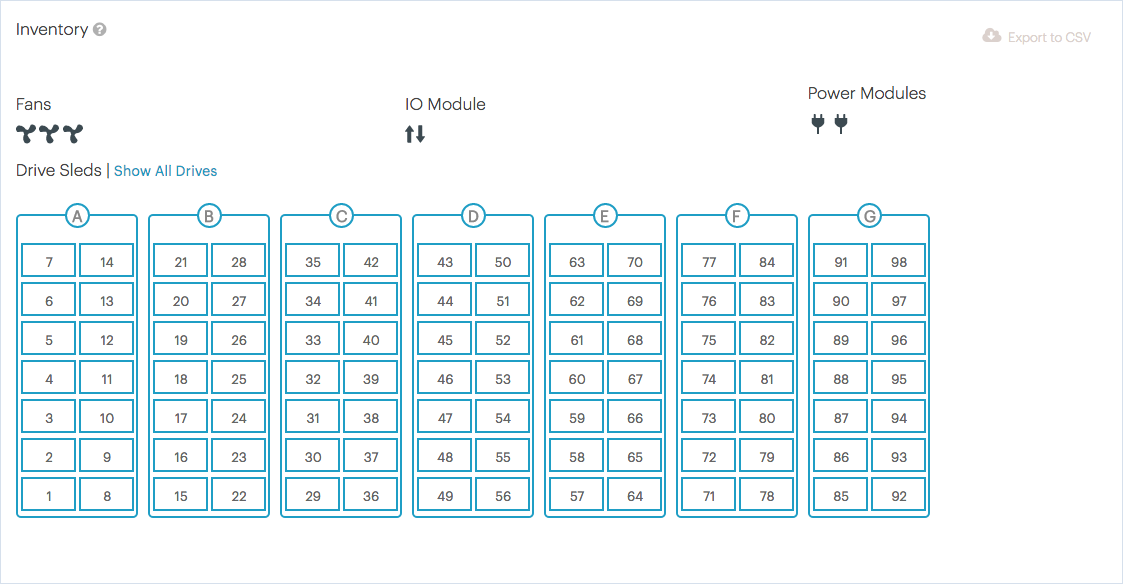 Inventory ?
Export to CSV
Fans
IO Module
Power Modules
Drive Sleds | Show All Drives
A B C D E F G
7 14 21 28 35 42 43 50 63 70 77 84 91 98
6 13 20 27 34 41 44 51 62 69 76 83 90 97
5 12 19 26 33 40 45 52 61 68 75 82 89 96
4 11 18 25 32 39 46 53 60 67 74 81 88 95
3 10 17 24 31 38 47 54 59 66 73 80 87 94
2 9 16 23 30 37 48 55 58 65 72 79 86 93
1 8 15 22 29 36 49 56 57 64 71 78 85 92